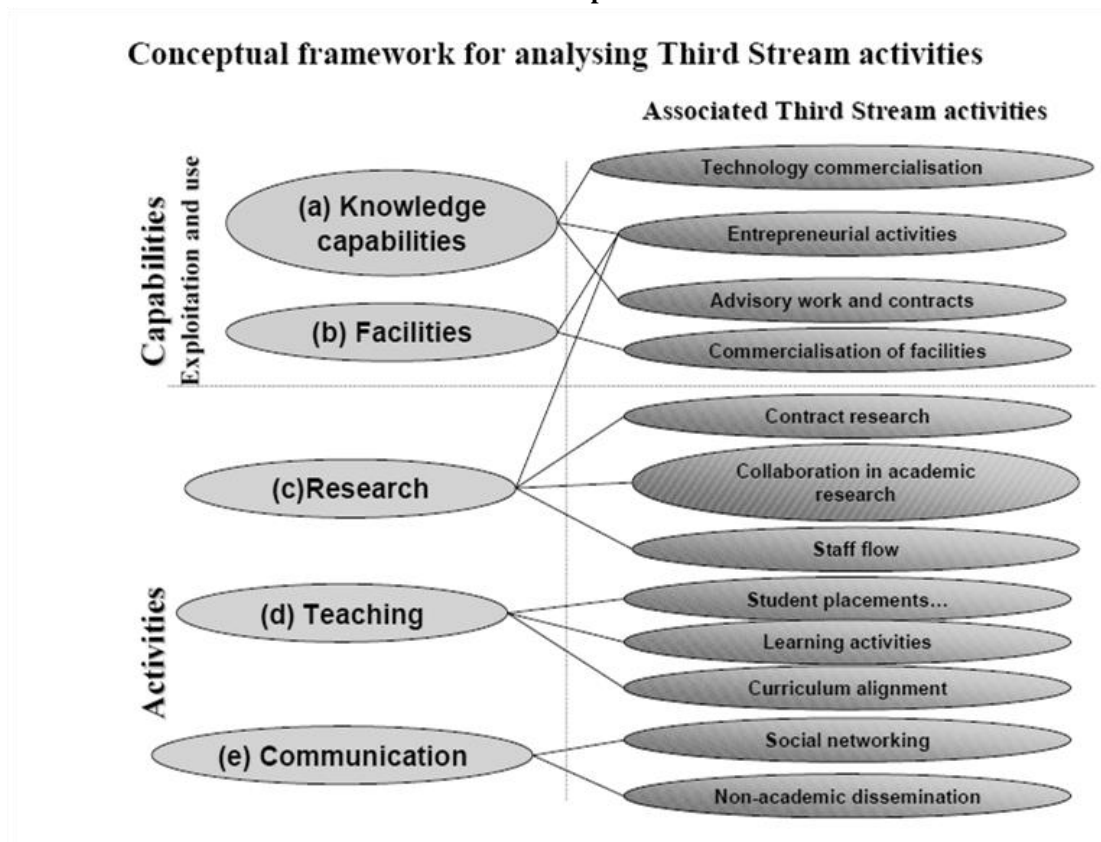 Conceptual framework for analysing Third Stream activities
Associated Third Stream activities
Capabilities
Exploitation and use
(a) Knowledge
capabilities
(b) Facilities
Technology commercialisation
Entrepreneurial activities
Advisory work and contracts
Commercialisation of facilities
Activities
(c)Research
(d) Teaching
(e) Communication
Contract research
Collaboration in academic
research
Staff flow
Student placements...
Learning activities
Curriculum alignment
Social networking
Non-academic dissemination